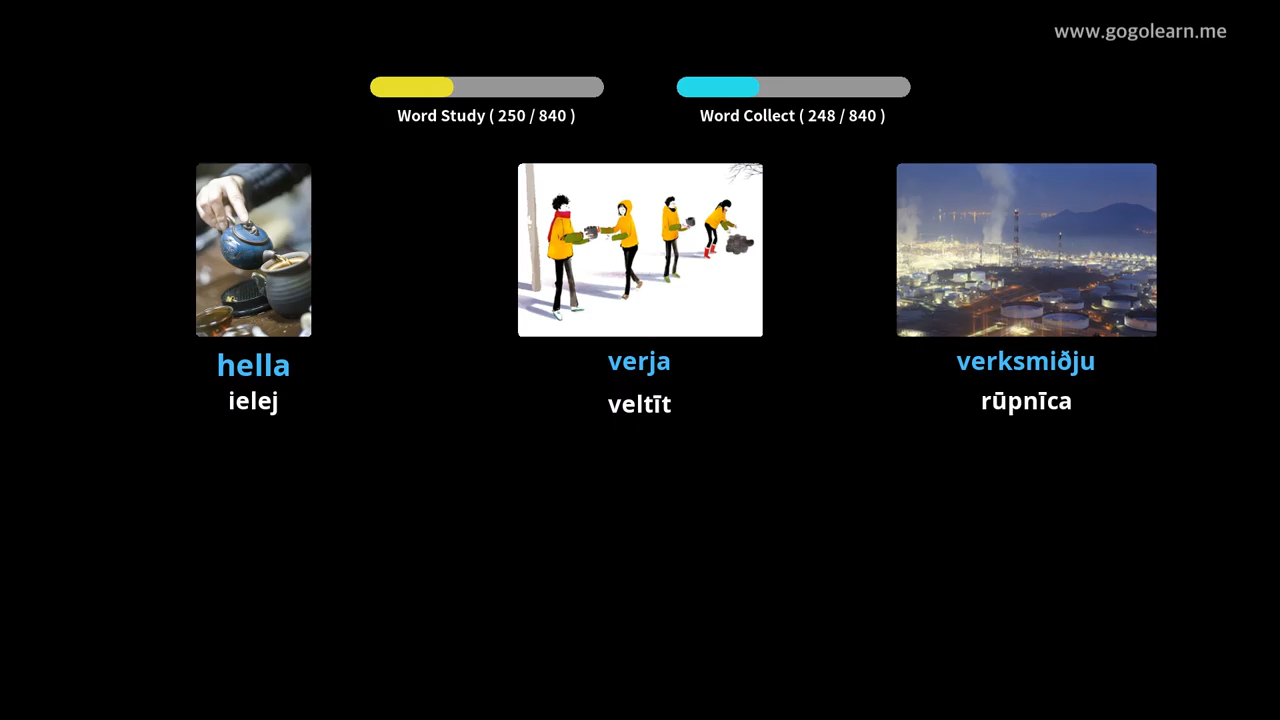 www.gogolearn.me
Word Study ( 250 / 840 )
Word Collect ( 248 / 840 )
hella
ielej
verja
veltīt
verksmiðju
rūpnīca